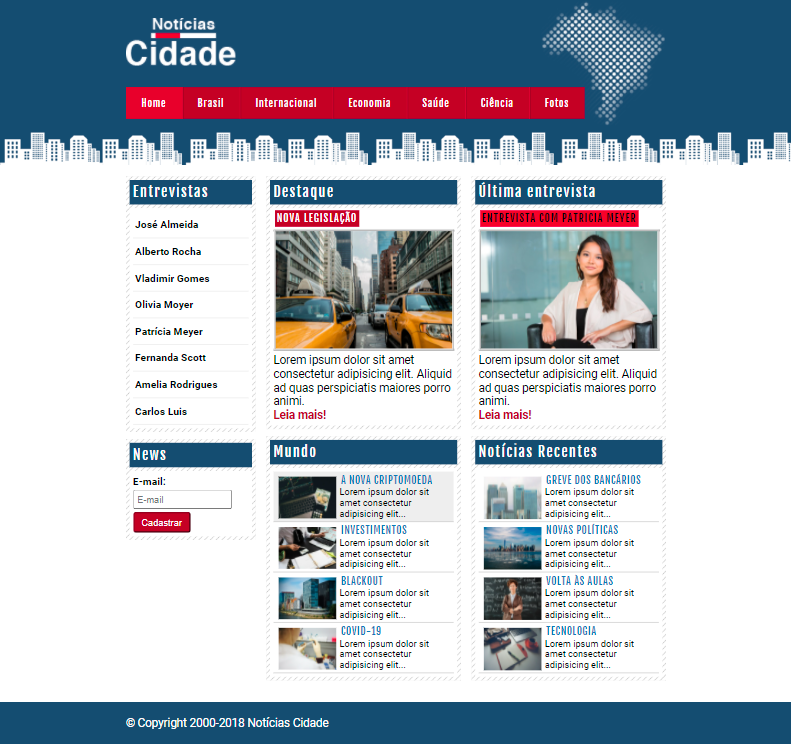 Notícias
Cidade
Home Brasil Internacional Economia Saúde Ciência Fotos
Entrevistas
José Almeida
Alberto Rocha
Vladimir Gomes
Olivia Moyer
Patrícia Meyer
Fernanda Scott
Amelia Rodrigues
Carlos Luis
News
E-mail:
E-mail
Cadastrar
Destaque
NOVA LEGISLAÇÃO
Lorem ipsum dolor sit amet
consectetur adipisicing elit. Aliquid
ad quas perspiciatis maiores porro
animi.
Leia mais!
Última entrevista
ENTREVISTA COM PATRICIA MEYER
Lorem ipsum dolor sit amet
consectetur adipisicing elit. Aliquid
ad quas perspiciatis maiores porro
animi.
Leia mais!
Mundo
A NOVA CRIPTOMOEDA
Lorem ipsum dolor sit
amet consectetur
adipisicing elit...
INVESTIMENTOS
Lorem ipsum dolor sit
amet consectetur
adipisicing elit...
BLACKOUT
Lorem ipsum dolor sit
amet consectetur
adipisicing elit...
COVID-19
Lorem ipsum dolor sit
amet consectetur
adipisicing elit...
Notícias Recentes
GREVE DOS BANCÁRIOS
Lorem ipsum dolor sit
amet consectetur
adipisicing elit...
NOVAS POLÍTICAS
Lorem ipsum dolor sit
amet consectetur
adipisicing elit...
VOLTA ÀS AULAS
Lorem ipsum dolor sit
amet consectetur
adipisicing elit...
TECNOLOGIA
Lorem ipsum dolor sit
amet consectetur
adipisicing elit...
© Copyright 2000-2018 Notícias Cidade